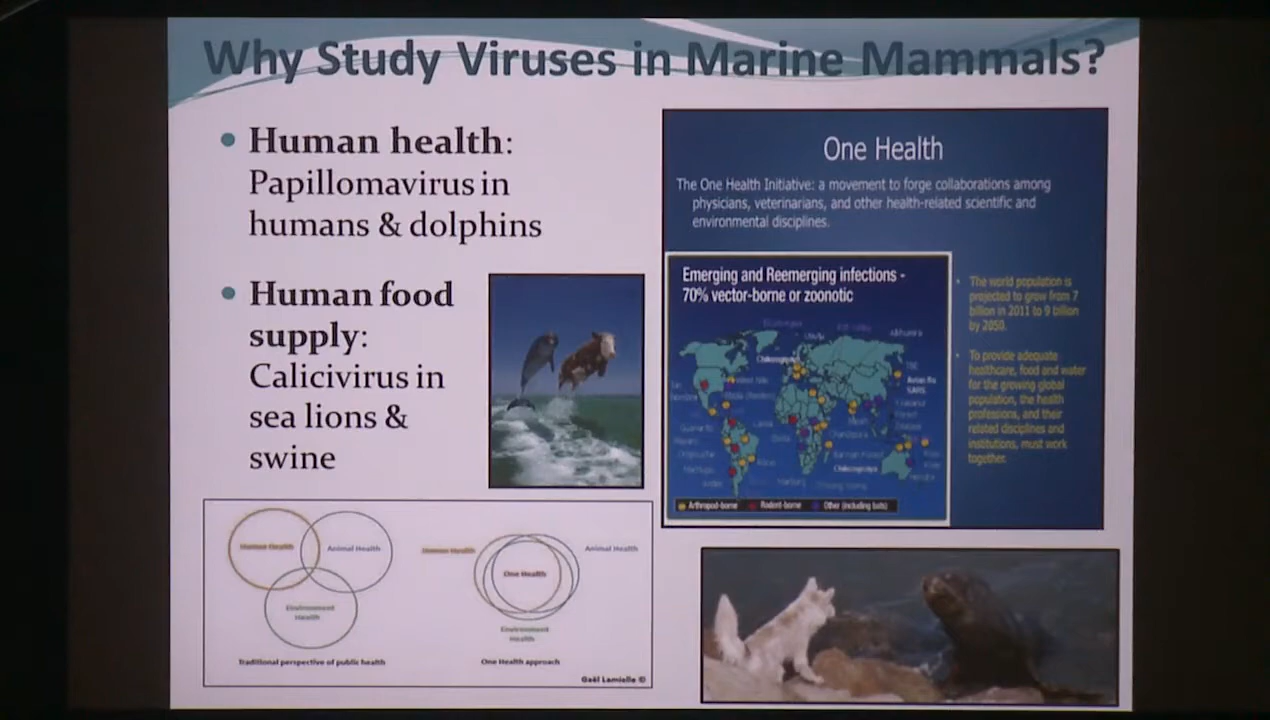 Why Study Viruses in Marine Mammals?
• Human health:
Papillomavirus in
humans & dolphins
• Human food
supply:
Calicivirus in
sea lions &
swine
One Health
The One Health Initiative: a movement to forge collaborations among
physicians, veterinarians, and other health-related scientific and
environmental disciplines.
Emerging and Reemerging infections -
70% vector-borne or zoonotic
Chikungunya
SARS
Chikungunya
Arthropod-borne
Rodent-borne
Other (including bats)
• The world population is
projected to grow from 7
billion in 2011 to 9 billion
by 2050.
• To provide adequate
healthcare, food and water
for the growing global
population, the health
professions, and their
related disciplines and
institutions, must work
together.
Human Health
Animal Health
Environment
Health
Traditional perspective of public health
Human Health
Animal Health
One Health
Environment
Health
One Health approach
Gaël Lamielle ©